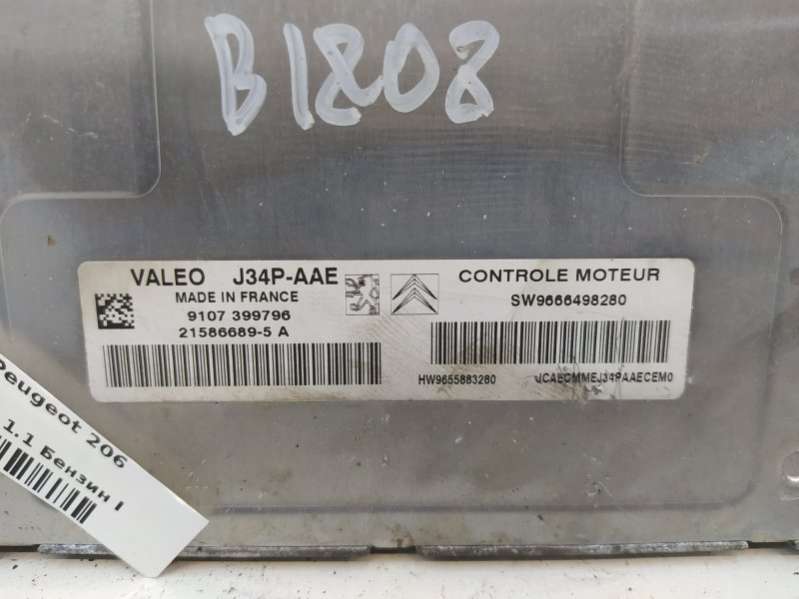 B1808
VALEO J34P-AAE
MADE IN FRANCE
9107 399796
21586689-5 A
CONTROLE MOTEUR
SW9666498280
HW9655883280 JCAECMMEJ34PAAECEM0
Peugeot 206
1.1 Бензин I